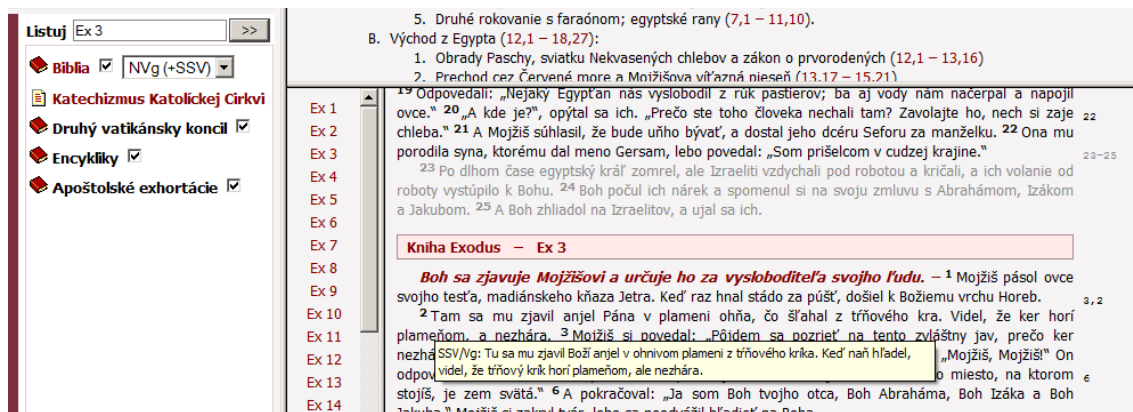 Listuj Ex 3 >>
Biblia NVg (+SSV)
Katechizmus Katolíckej Cirkvi
Druhý vatikánsky koncil
Encykliky
Apoštolské exhortácie
5. Druhé rokovanie s faraónom; egyptské rany (7,1 – 11,10).
B. Východ z Egypta (12,1 – 18,27):
1. Obrady Paschy, sviatku Nekvasených chlebov a zákon o prvorodených (12,1 – 13,16)
2. Prechod cez Červené more a Mojžišova víťazná pieseň (13,17 – 15,21)
Ex 1
Ex 2
Ex 3
Ex 4
Ex 5
Ex 6
Ex 7
Ex 8
Ex 9
Ex 10
Ex 11
Ex 12
Ex 13
Ex 14
19 Odpovedali: „Nejaký Egypťan nás vyslobodil z rúk pastierov; ba aj vody nám načerpal a napojil
ovce." 20 „A kde je?", opýtal sa ich. „Prečo ste toho človeka nechali tam? Zavolajte ho, nech si zaje 22
chleba." 21 A Mojžiš súhlasil, že bude uňho bývať, a dostal jeho dcéru Seforu za manželku. 22 Ona mu
porodila syna, ktorému dal meno Gersam, lebo povedal: „Som prišelcom v cudzej krajine." 23–25
23 Po dlhom čase egyptský kráľ zomrel, ale Izraeliti vzdychali pod robotou a kričali, a ich volanie od
roboty vystúpilo k Bohu. 24 Boh počul ich nárek a spomenul si na svoju zmluvu s Abrahámom, Izákom
a Jakubom. 25 A Boh zhliadol na Izraelitov, a ujal sa ich.
Kniha Exodus – Ex 3
Boh sa zjavuje Mojžišovi a určuje ho za vysloboditeľa svojho ľudu. – 1 Mojžiš pásol ovce
svojho tesťa, madiánskeho kňaza Jetra. Keď raz hnal stádo za púšť, došiel k Božiemu vrchu Horeb. 3,2
2 Tam sa mu zjavil anjel Pána v plameni ohňa, čo šľahal z tŕňového kra. Videl, že ker horí
plameňom, a nezhára. 3 Mojžiš si povedal: „Pôjdem sa pozrieť na tento zvláštny jav, prečo ker
nezhá „Mojžiš, Mojžiš!" On
SSV/Vg: Tu sa mu zjavil Boží anjel v ohnivom plameni z tŕňového kríka. Keď naň hľadel,
videl, že tŕňový krík horí plameňom, ale nezhára.
odpov miesto, na ktorom 6
stojíš, je zem svätá." 6 A pokračoval: „Ja som Boh tvojho otca, Boh Abraháma, Boh Izáka a Boh
Jakuba." Mojžiš si zakryl tvár, lebo sa neodvážil hľadieť na Boha.